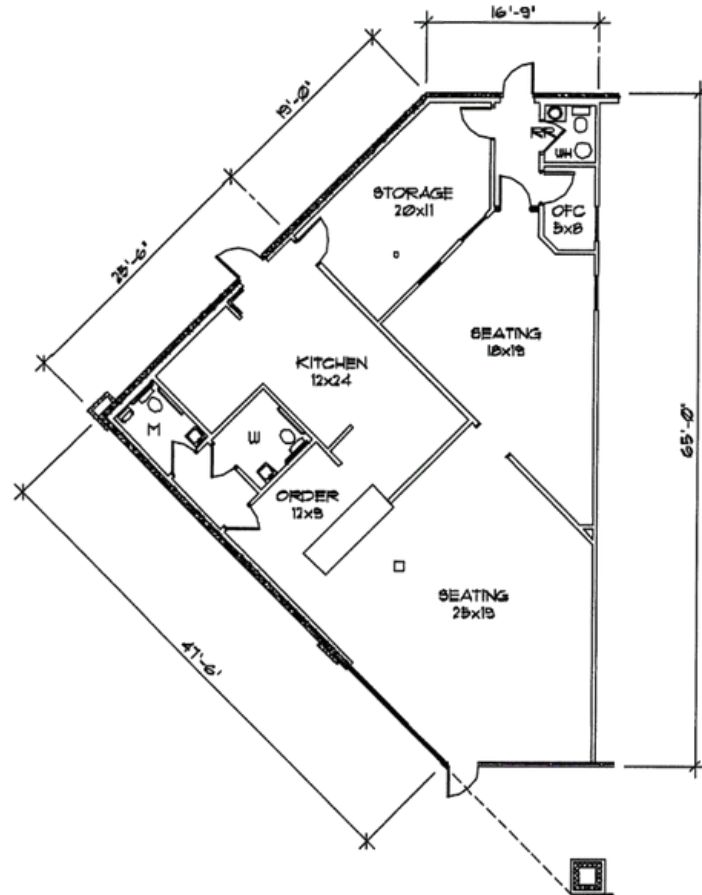 16'-9"
19'-0"
RR
WH
STORAGE
20x11
OFC
5x8
25'-6"
SEATING
18x19
KITCHEN
12x24
M
W
65'-0"
ORDER
12x9
SEATING
25x19
47'-6"